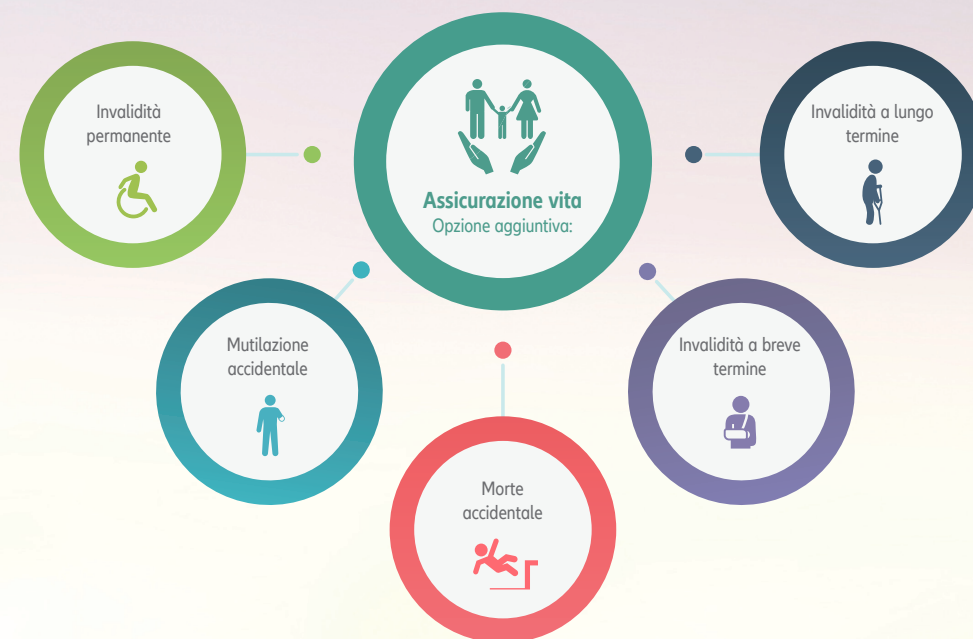 Invalidità
permanente
Assicurazione vita
Opzione aggiuntiva:
Invalidità a lungo
termine
Mutilazione
accidentale
Invalidità a breve
termine
Morte
accidentale